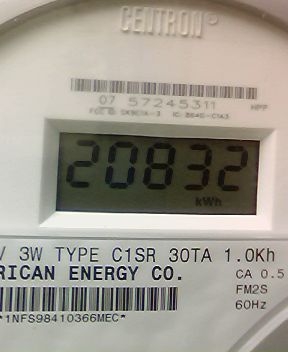 CENTRON®
07 57245311 HPP
20832
kWh
V 3W TYPE C1SR 30TA 1.0Kh
RICAN ENERGY CO.
CA 0.5
FM2S
60Hz
*1NFS98410366MEC*